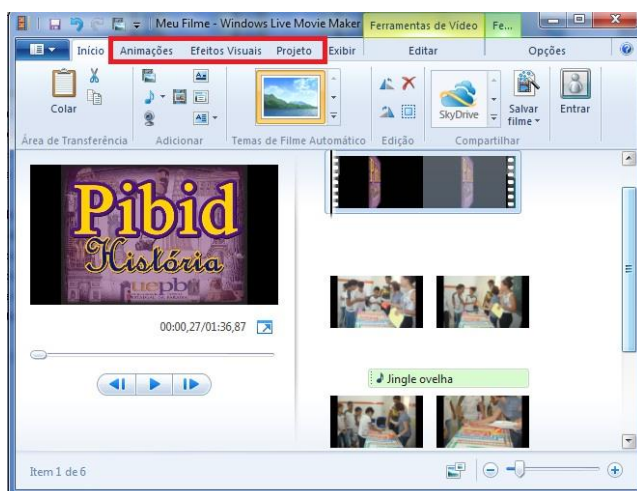 Meu Filme - Windows Live Movie Maker
Ferramentas de Vídeo
Fe...
Início
Animações
Efeitos Visuais
Projeto
Exibir
Editar
Opções
Colar
SkyDrive
Salvar
filme
Entrar
Área de Transferência
Adicionar
Temas de Filme Automático
Edição
Compartilhar
Pibid
História
uepb
00:00,27/01:36,87
Jingle ovelha
Item 1 de 6